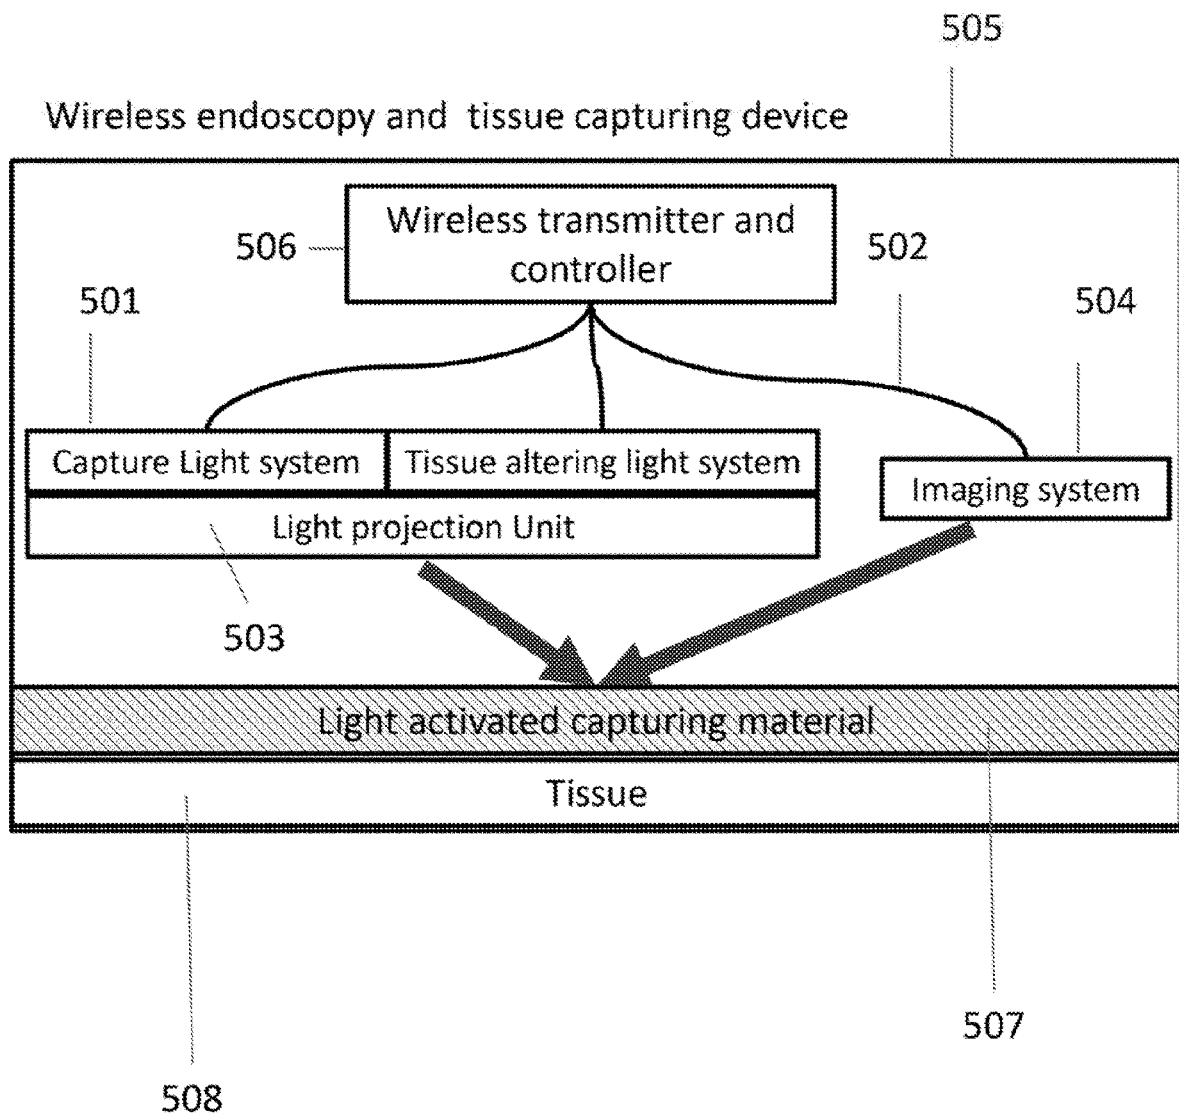 505
Wireless endoscopy and tissue capturing device
Wireless transmitter and
controller
506
502
501
504
Capture Light system
Tissue altering light system
Imaging system
Light projection Unit
503
Light activated capturing material
Tissue
507
508